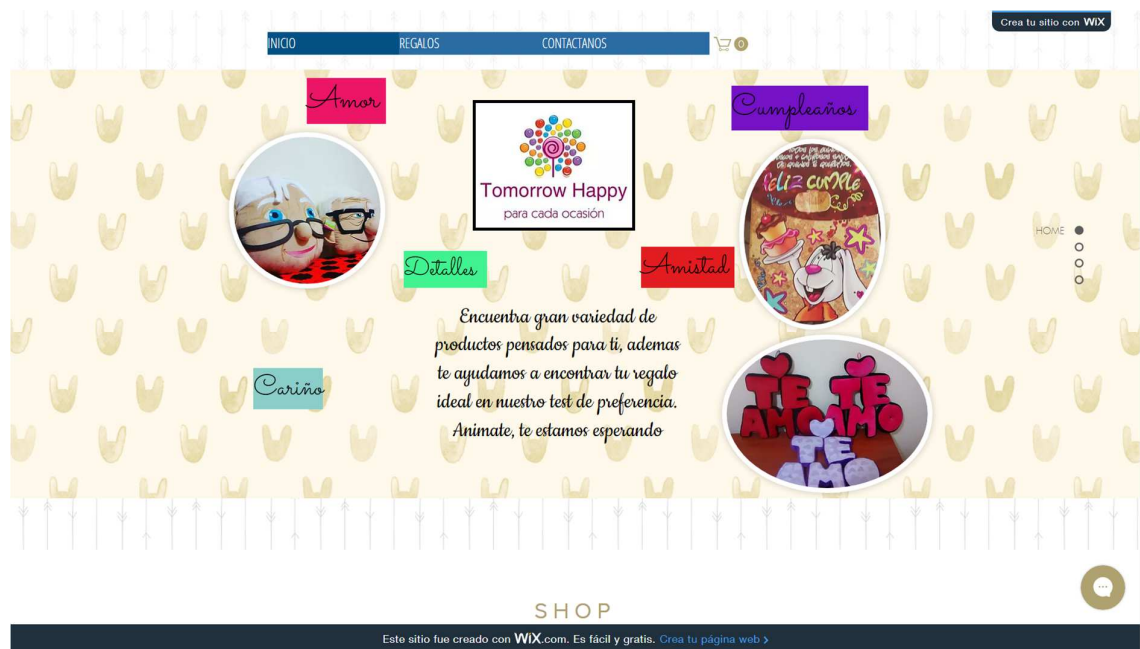 Crea tu sitio con WiX
INICIO
REGALOS
CONTACTANOS
0
Amor
Cumpleaños
Tomorrow Happy
para cada ocasión
FELIZ CUMPLE
HOME
Detalles
Amistad
Encuentra gran variedad de
productos pensados para ti, ademas
te ayudamos a encontrar tu regalo
ideal en nuestro test de preferencia.
Animate, te estamos esperando
Cariño
TE AMO
TE AMO
TE AMO
SHOP
Este sitio fue creado con WiX.com. Es fácil y gratis. Crea tu página web >